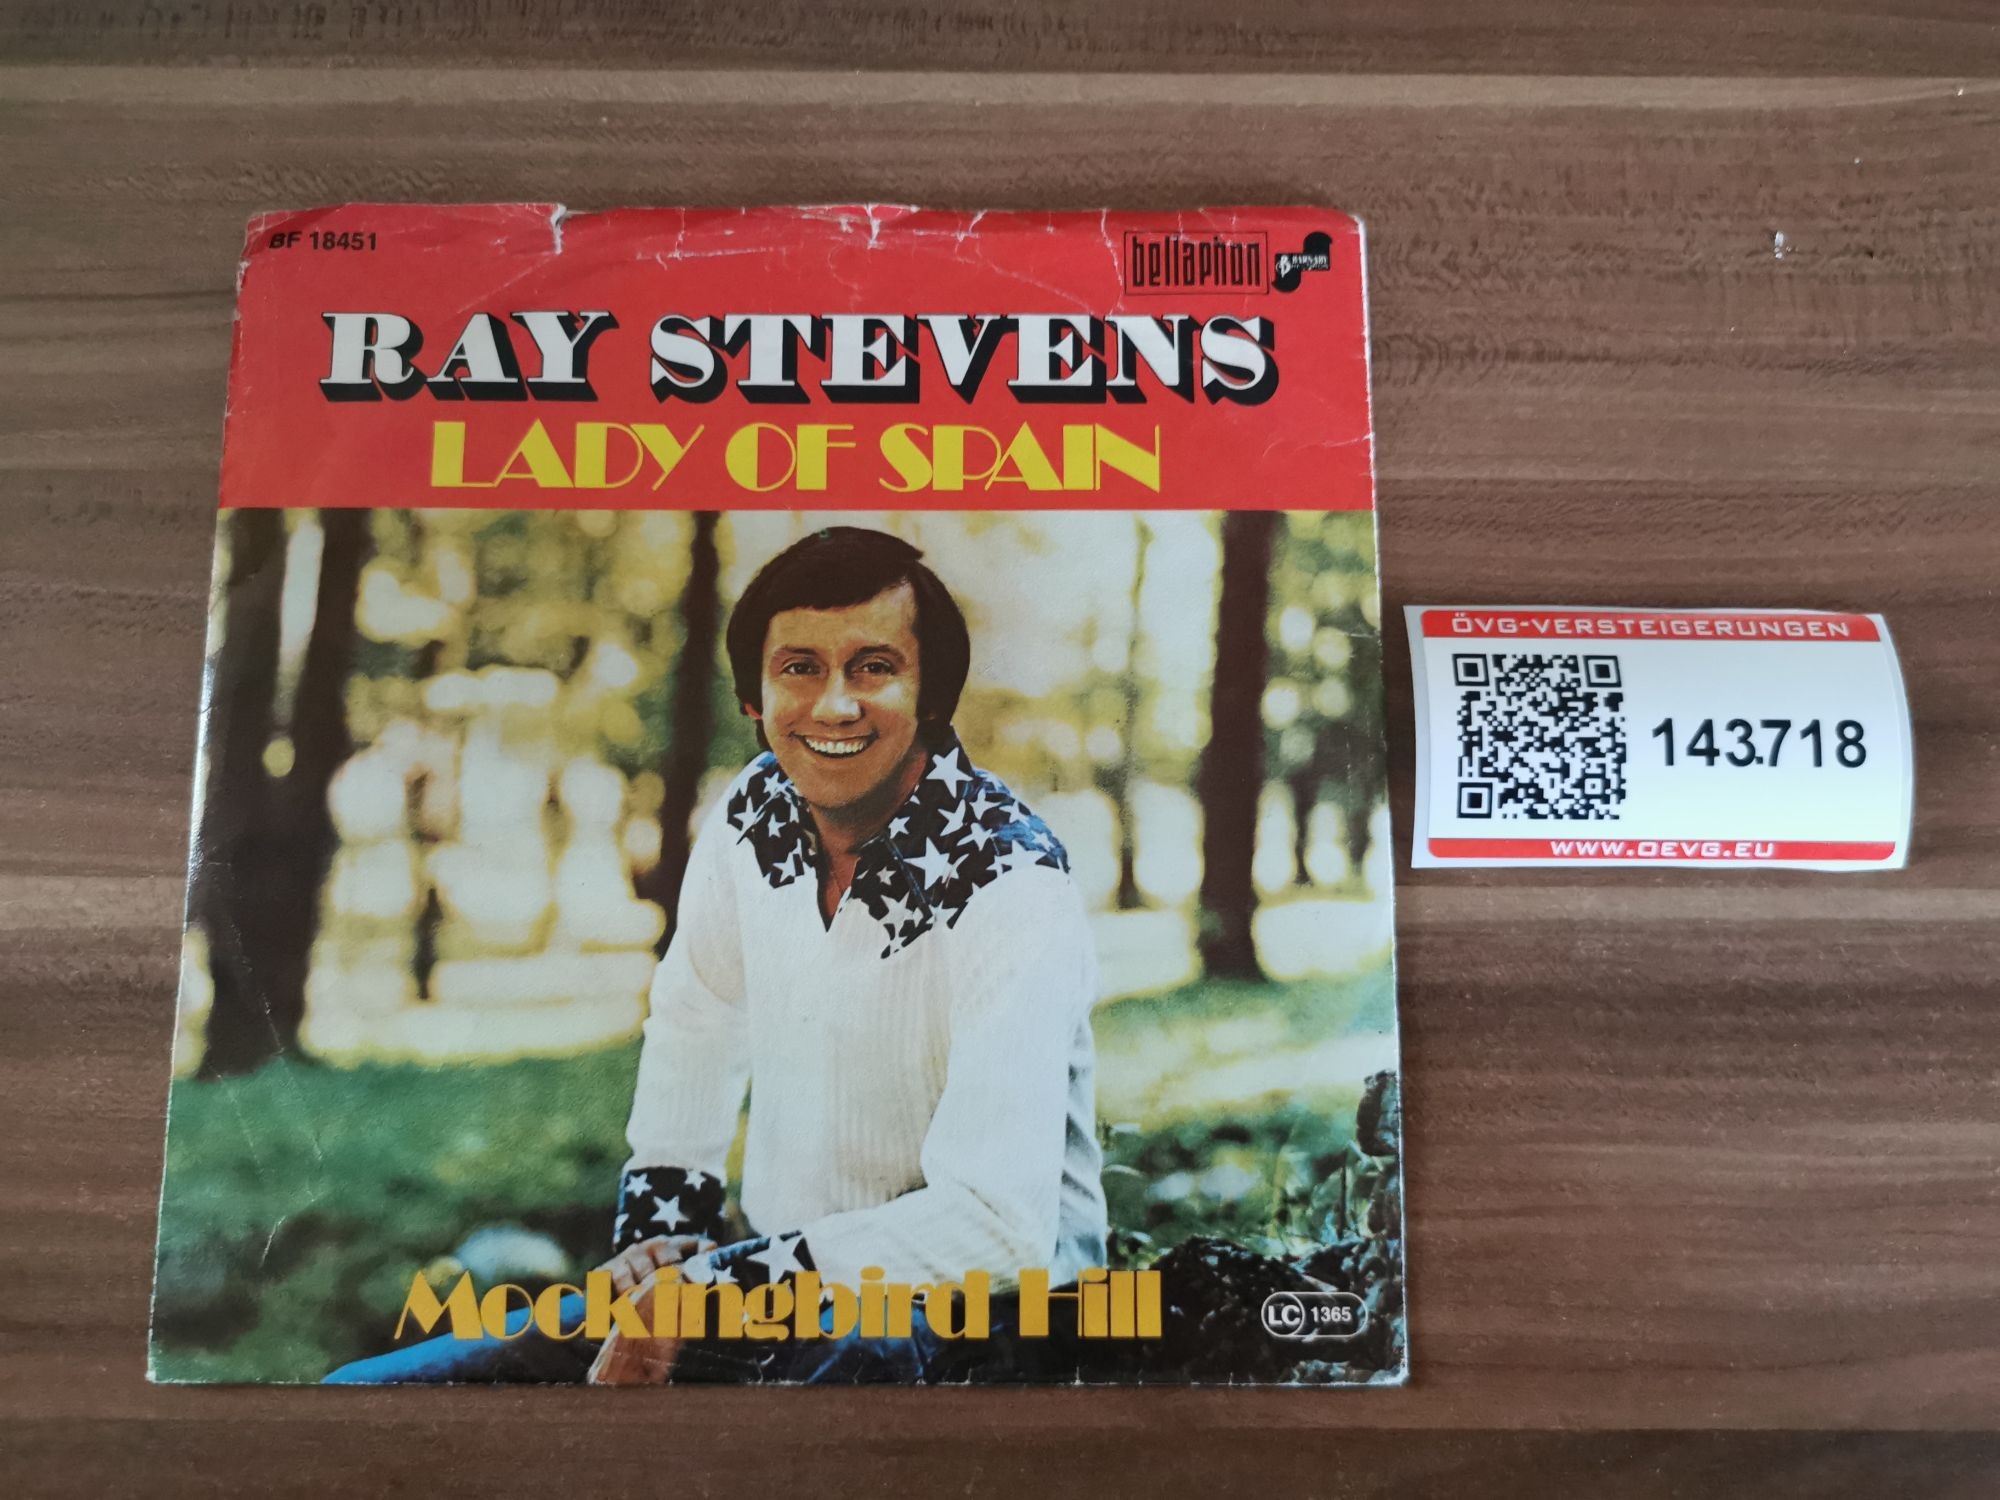 BF 18451
bellaphon
BARNABY
RAY STEVENS
LADY OF SPAIN
Mockingbird Hill
LC 1365
ÖVG-VERSTEIGERUNGEN
143.718
WWW.OEVG.EU